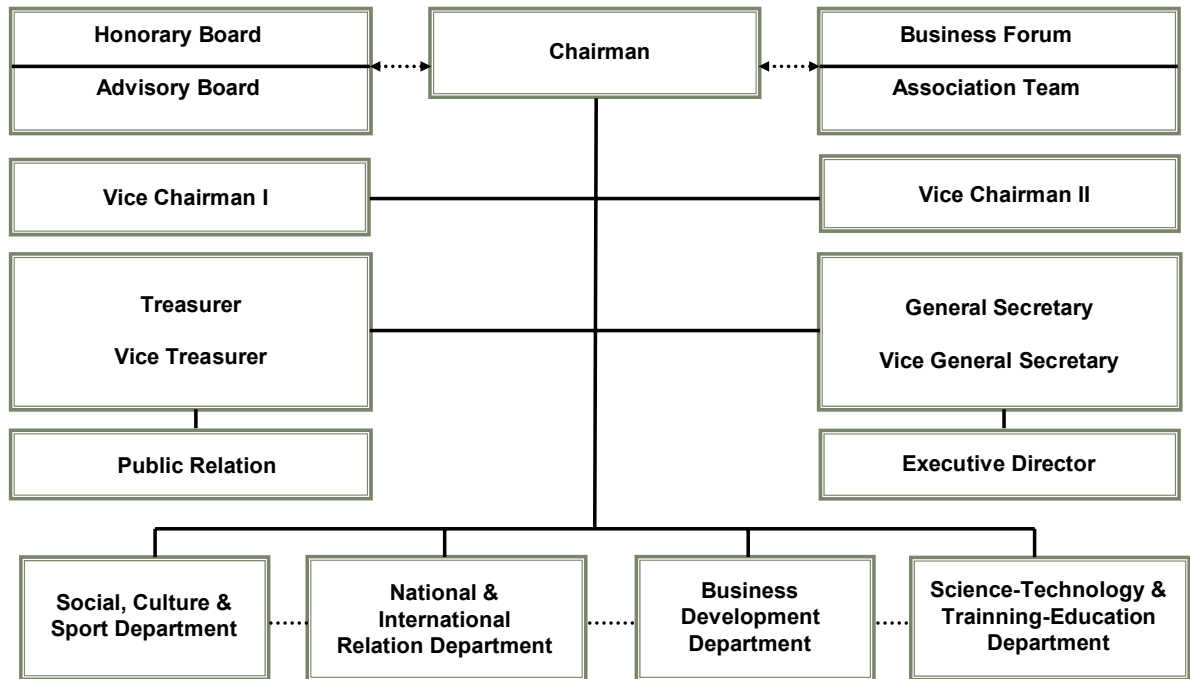 Honorary Board
Advisory Board
Chairman
Business Forum
Association Team
Vice Chairman I
Vice Chairman II
Treasurer
Vice Treasurer
General Secretary
Vice General Secretary
Public Relation
Executive Director
Social, Culture &
Sport Department
National &
International
Relation Department
Business
Development
Department
Science-Technology &
Trainning-Education
Department